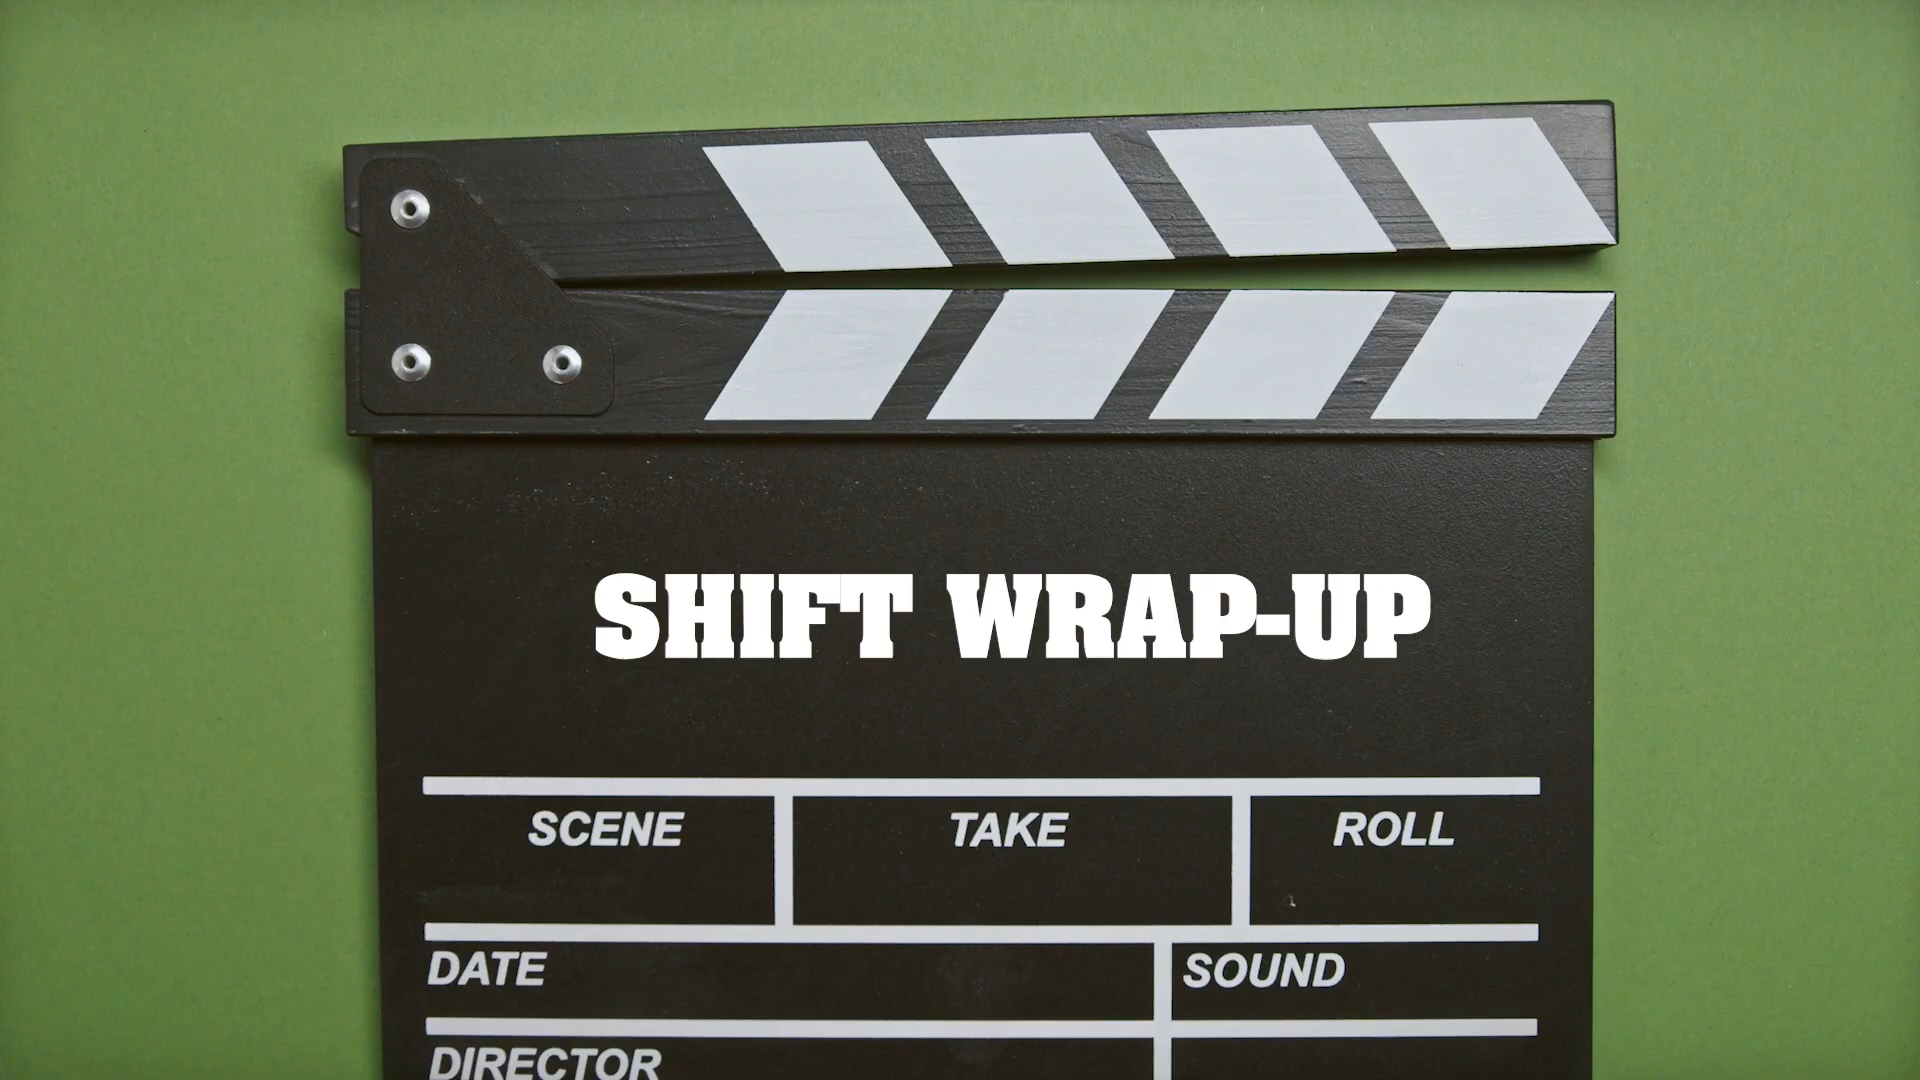 SHIFT WRAP-UP
SCENE TAKE ROLL
DATE SOUND
DIRECTOR